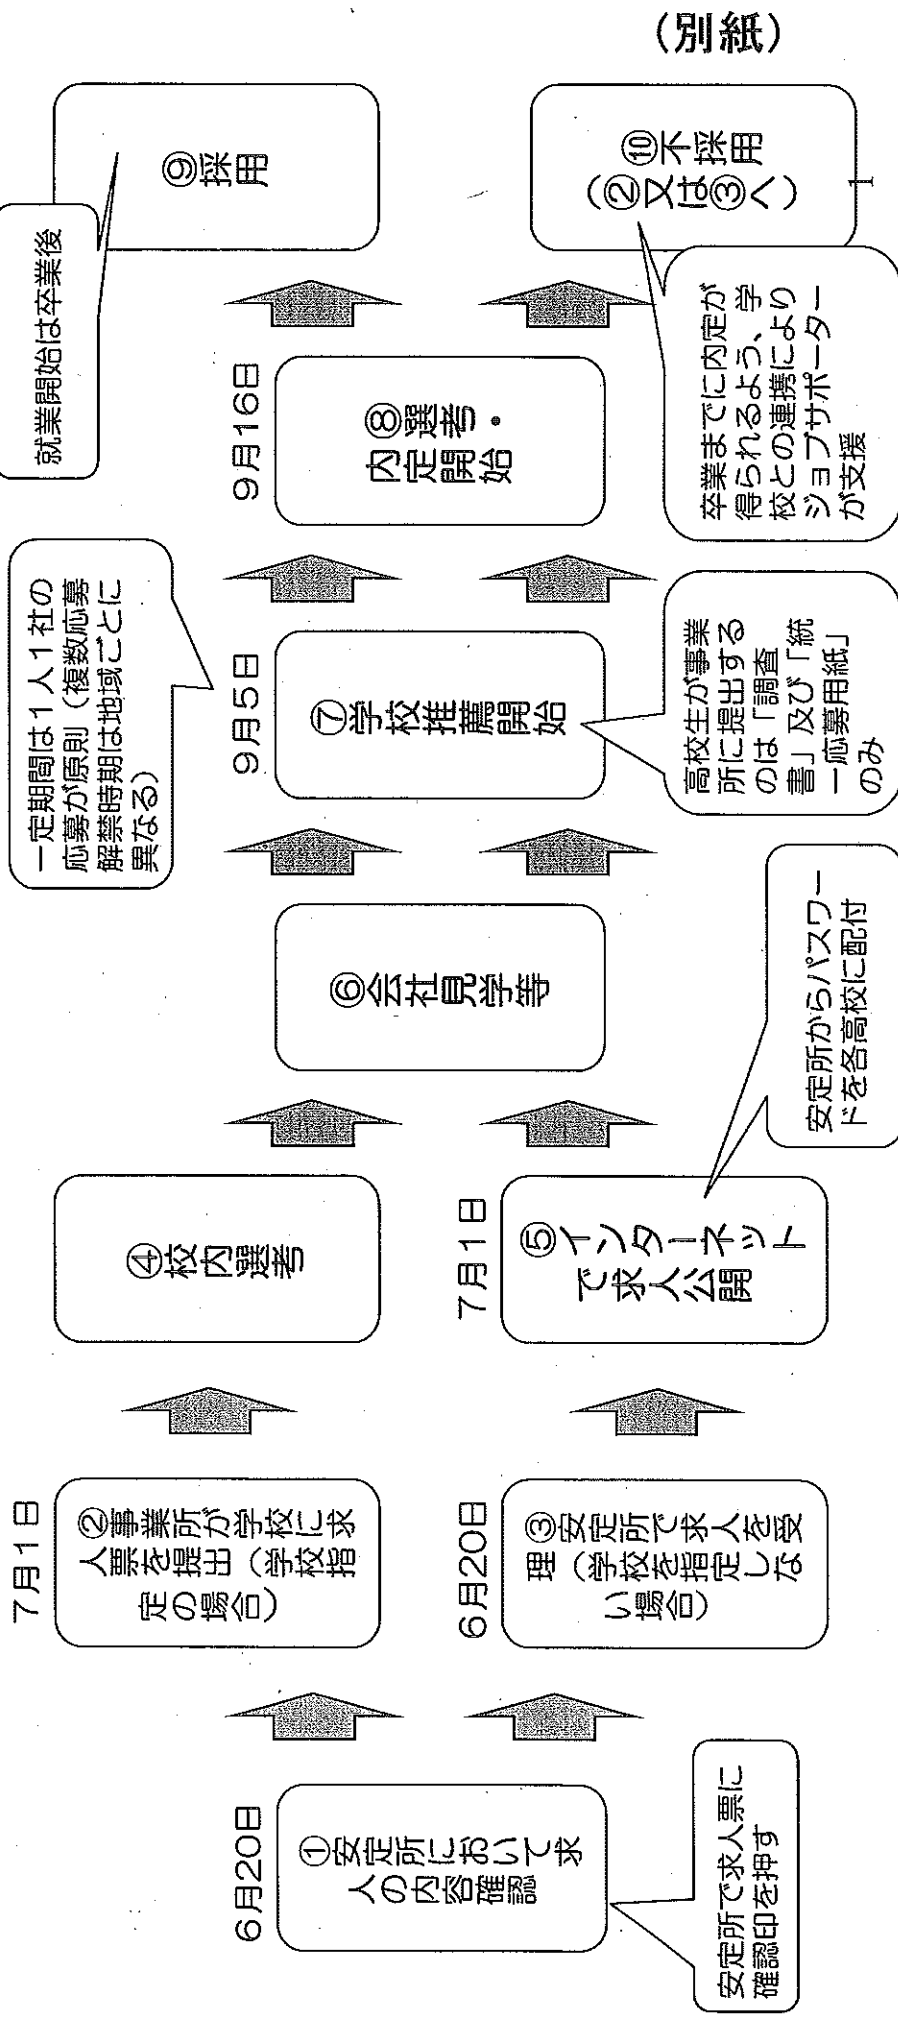 (別紙)
6月20日
①安定所において求
人の内容確認
安定所で求人票に
確認印を押す
7月1日
②事業所が学校に求
人票を提出（学校指
定の場合）
6月20日
③安定所で求人を受
理（学校を指定しな
い場合）
④校内選考
7月1日
⑤インターネット
で求人公開
安定所からパスワー
ドを各高校に配付
⑥会社見学等
一定期間は１人１社の
応募が原則（複数応募
解禁時期は地域ごとに
異なる）
9月5日
⑦学校推薦開始
高校生が事業
所に提出する
のは「調査
書」及び「統
一応募用紙」
のみ
9月16日
⑧選考・
内定開始
就業開始は卒業後
⑨採用
⑩不採用
（②又は③へ）
卒業までに内定が
得られるよう、学
校との連携により
ジョブサポーター
が支援
1